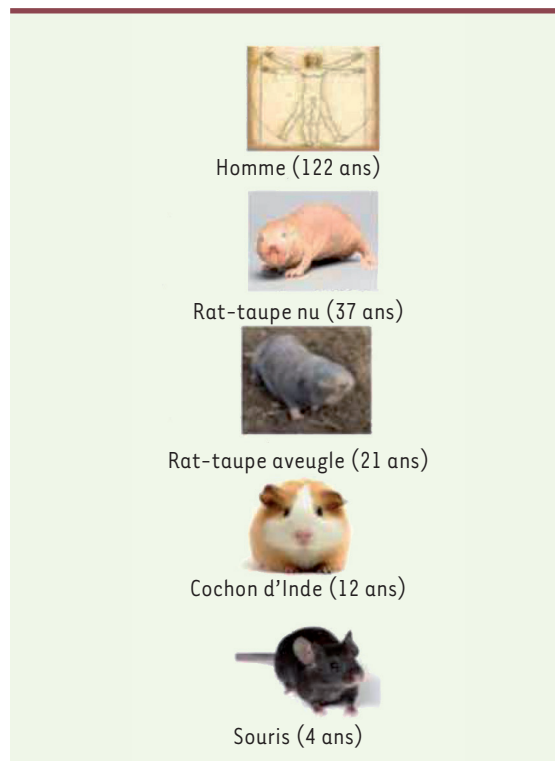 Homme (122 ans)
Rat-taupe nu (37 ans)
Rat-taupe aveugle (21 ans)
Cochon d’Inde (12 ans)
Souris (4 ans)